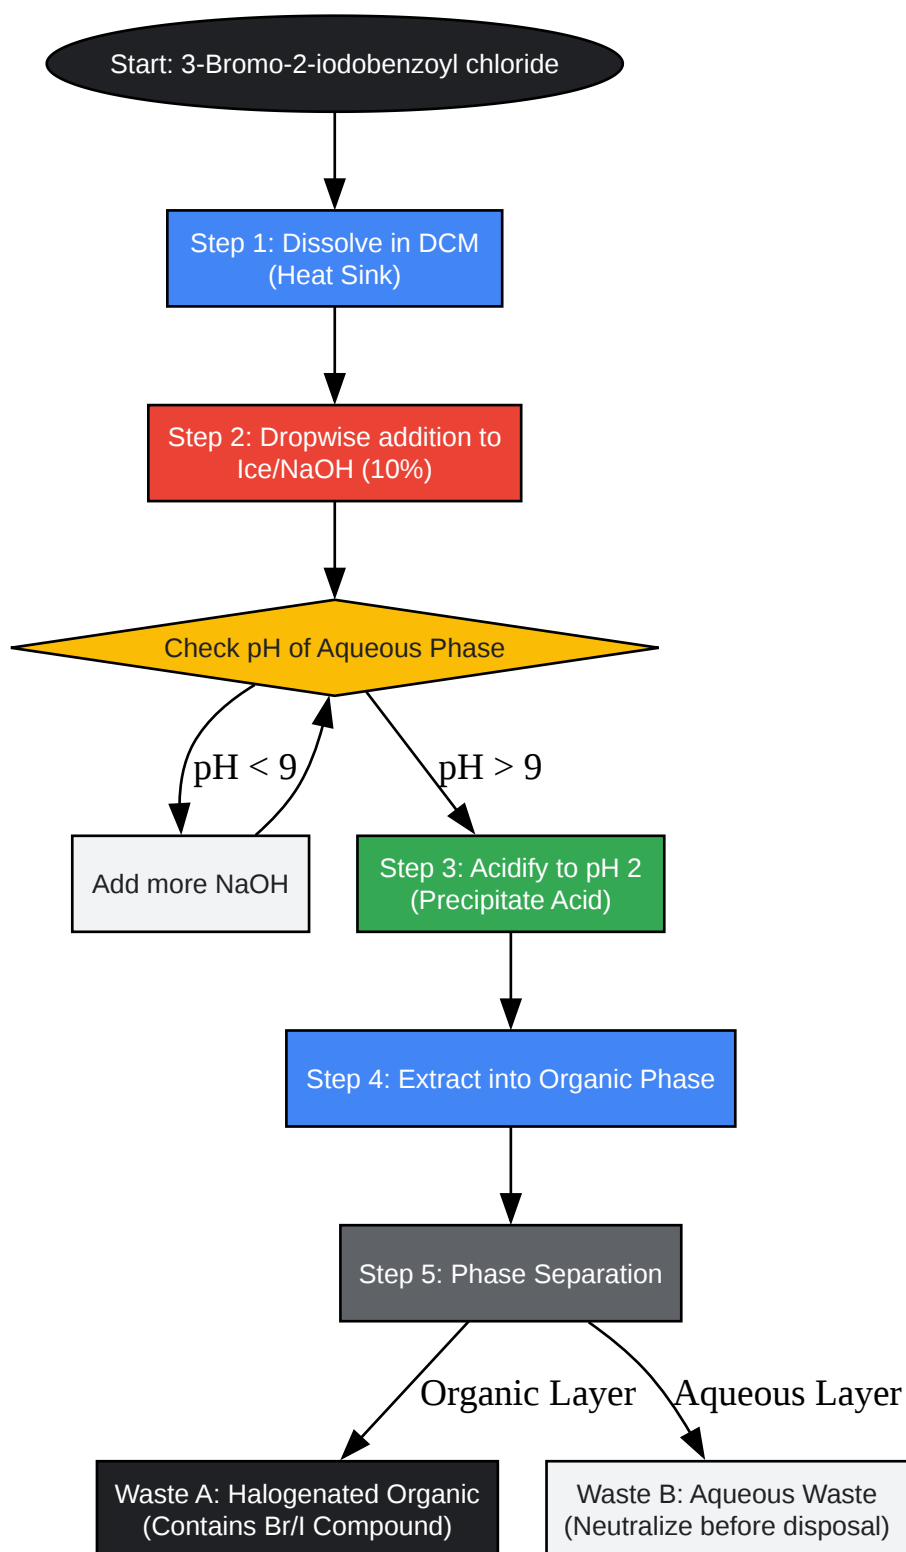 Start: 3-Bromo-2-iodobenzoyl chloride
Step 1: Dissolve in DCM
(Heat Sink)
Step 2: Dropwise addition to
Ice/NaOH (10%)
Check pH of Aqueous Phase
pH < 9
pH > 9
Add more NaOH
Step 3: Acidify to pH 2
(Precipitate Acid)
Step 4: Extract into Organic Phase
Step 5: Phase Separation
Organic Layer
Aqueous Layer
Waste A: Halogenated Organic
(Contains Br/I Compound)
Waste B: Aqueous Waste
(Neutralize before disposal)